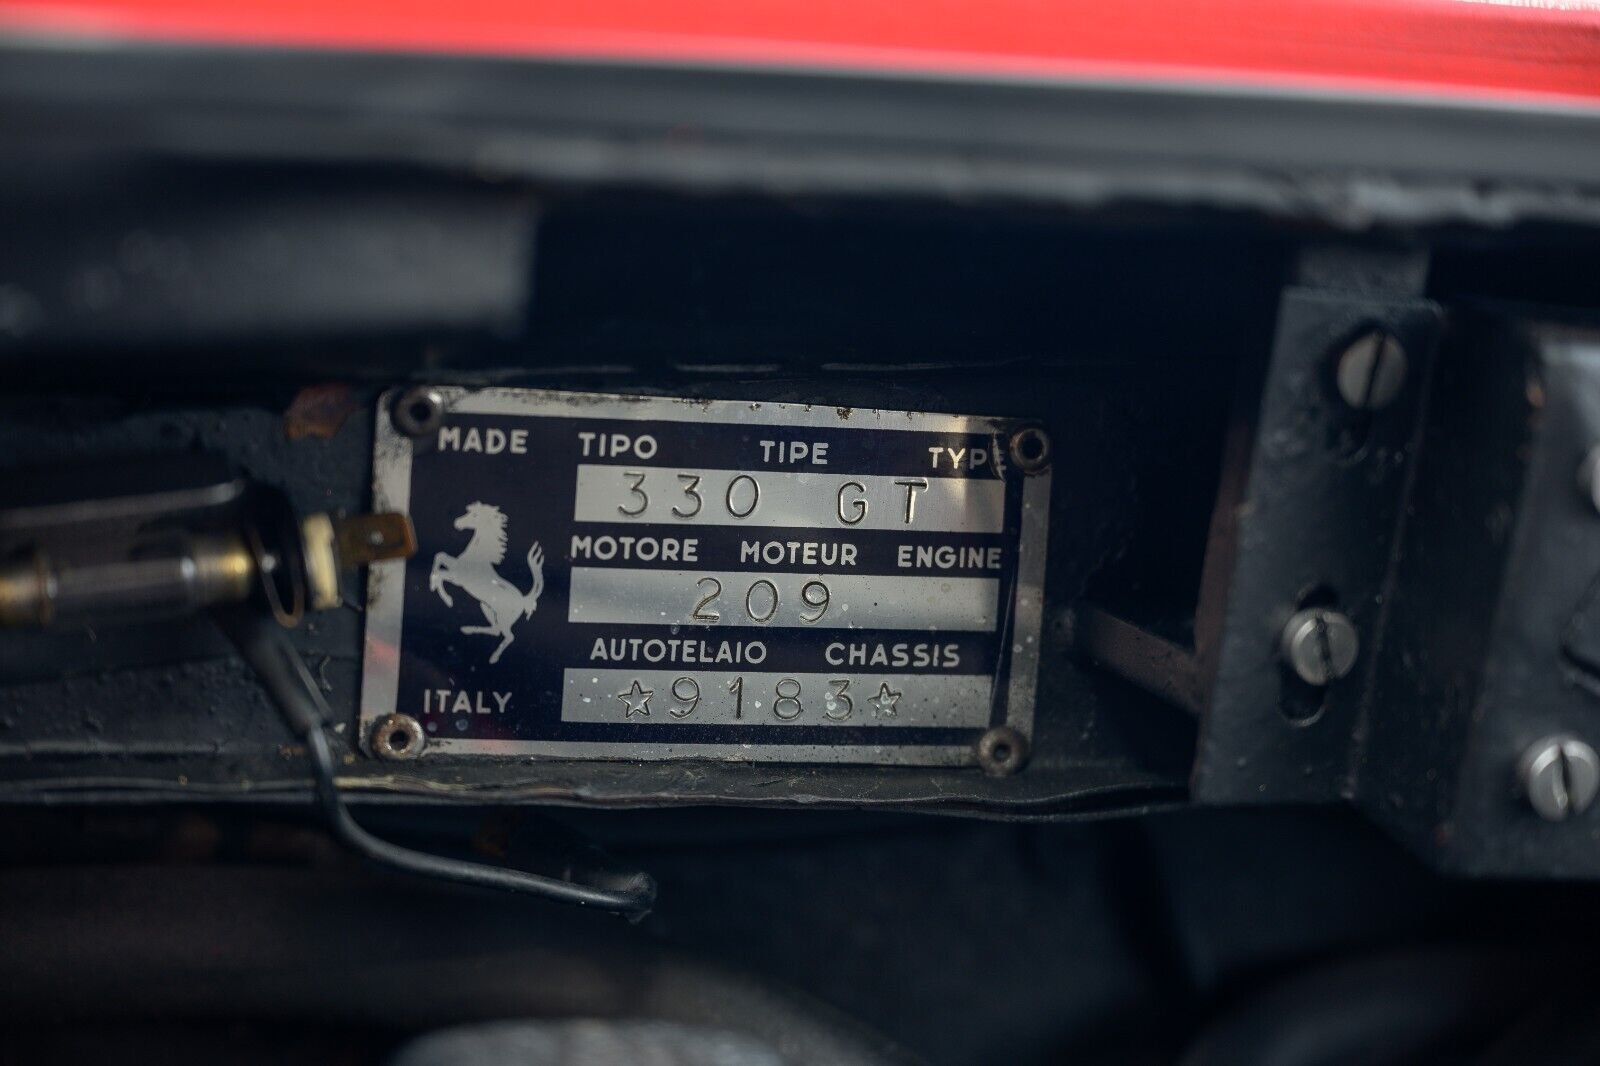 MADE TIPO TIPE TYPE
330 GT
MOTORE MOTEUR ENGINE
209
AUTOTELAIO CHASSIS
☆9183☆
ITALY